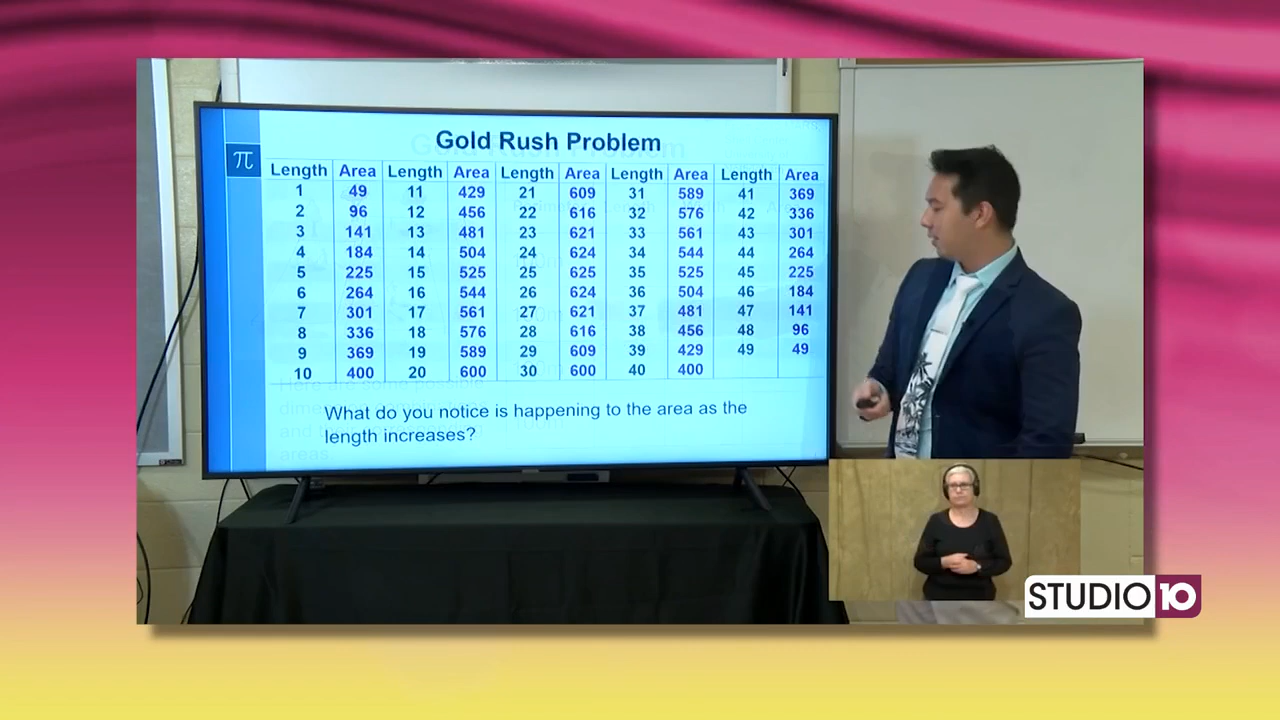 Gold Rush Problem
π
Length Area Length Area Length Area Length Area Length Area
1 49 11 429 21 609 31 589 41 369
2 96 12 456 22 616 32 576 42 336
3 141 13 481 23 621 33 561 43 301
4 184 14 504 24 624 34 544 44 264
5 225 15 525 25 625 35 525 45 225
6 264 16 544 26 624 36 504 46 184
7 301 17 561 27 621 37 481 47 141
8 336 18 576 28 616 38 456 48 96
9 369 19 589 29 609 39 429 49 49
10 400 20 600 30 600 40 400
What do you notice is happening to the area as the
length increases?
STUDIO 10